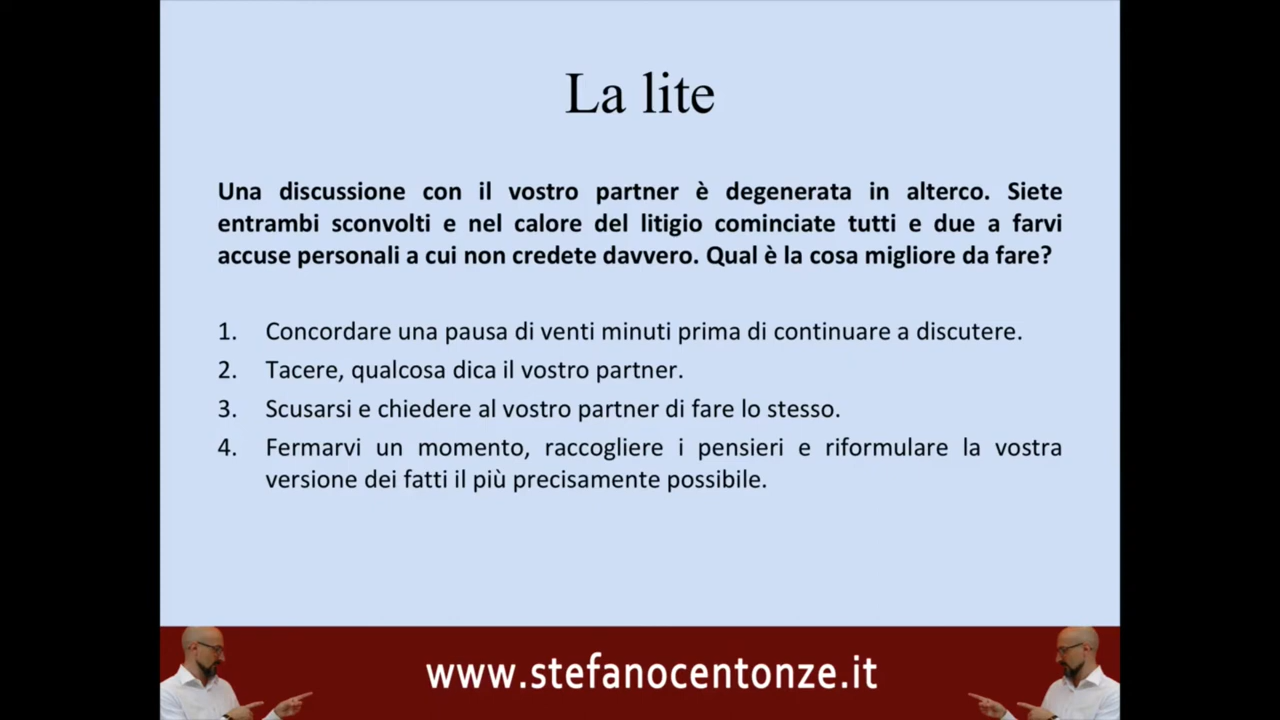 La lite
Una discussione con il vostro partner è degenerata in alterco. Siete
entrambi sconvolti e nel calore del litigio cominciate tutti e due a farvi
accuse personali a cui non credete davvero. Qual è la cosa migliore da fare?
1. Concordare una pausa di venti minuti prima di continuare a discutere.
2. Tacere, qualcosa dica il vostro partner.
3. Scusarsi e chiedere al vostro partner di fare lo stesso.
4. Fermarvi un momento, raccogliere i pensieri e riformulare la vostra
versione dei fatti il più precisamente possibile.
www.stefanocentonze.it